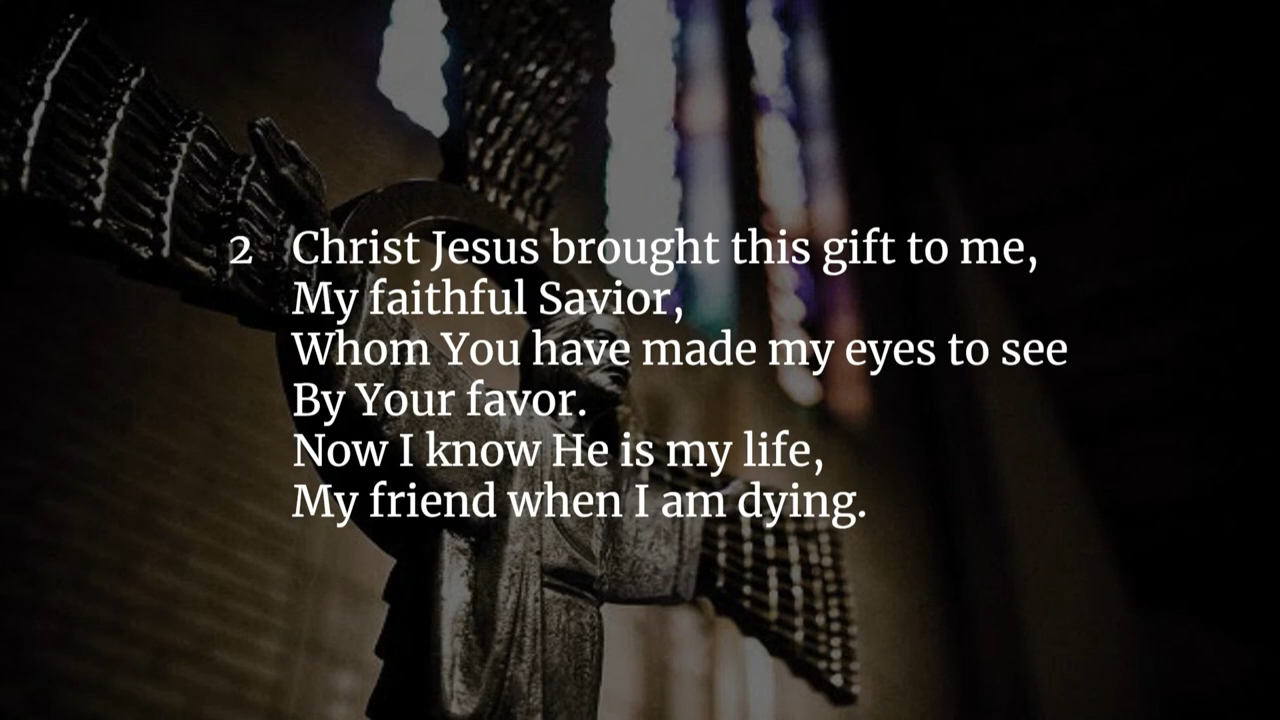 2 Christ Jesus brought this gift to me,
My faithful Savior,
Whom You have made my eyes to see
By Your favor.
Now I know He is my life,
My friend when I am dying.